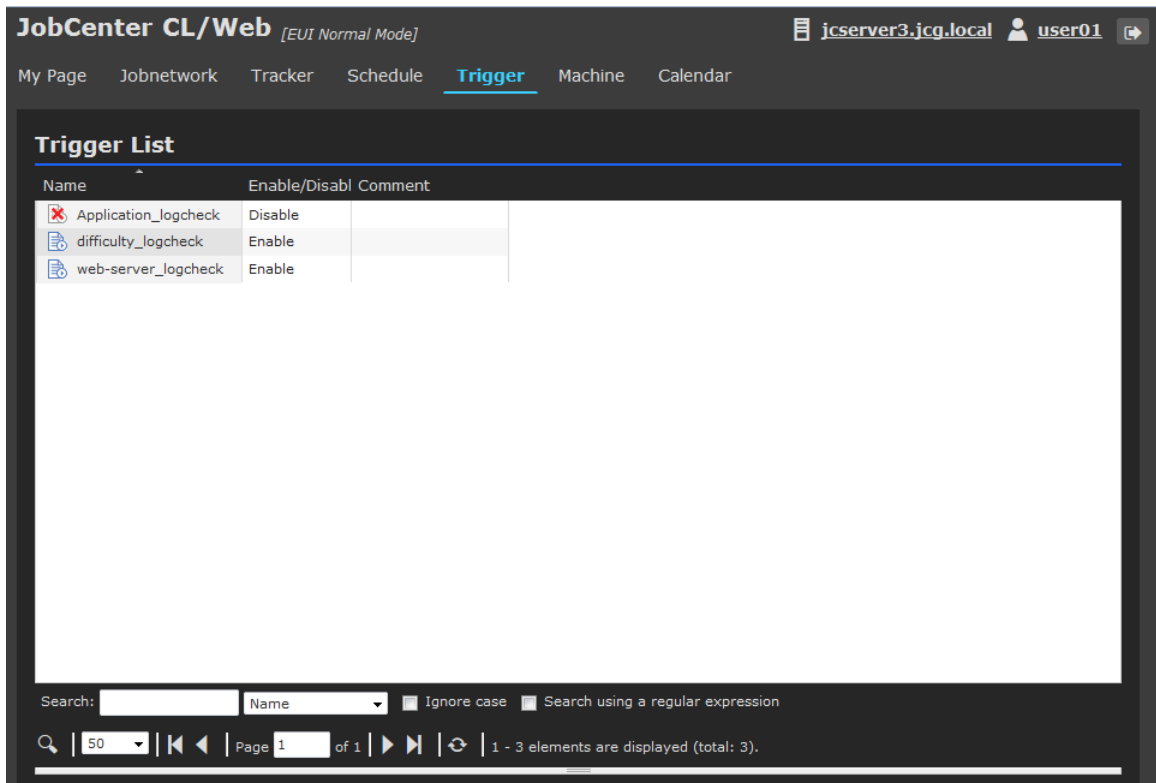 JobCenter CL/Web [EUI Normal Mode] jcserver3.jcg.local user01
My Page Jobnetwork Tracker Schedule Trigger Machine Calendar
Trigger List
Name Enable/Disabl Comment
Application_logcheck Disable
difficulty_logcheck Enable
web-server_logcheck Enable
Search: Name Ignore case Search using a regular expression
50 Page 1 of 1 1 - 3 elements are displayed (total: 3).